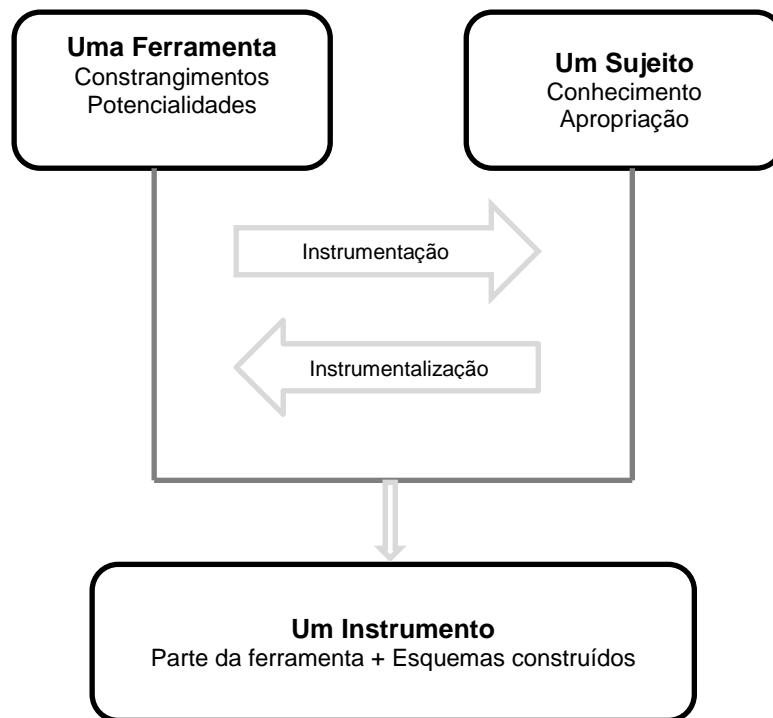 Uma Ferramenta
Constrangimentos
Potencialidades
Um Sujeito
Conhecimento
Apropriação
Instrumentação
Instrumentalização
Um Instrumento
Parte da ferramenta + Esquemas construídos